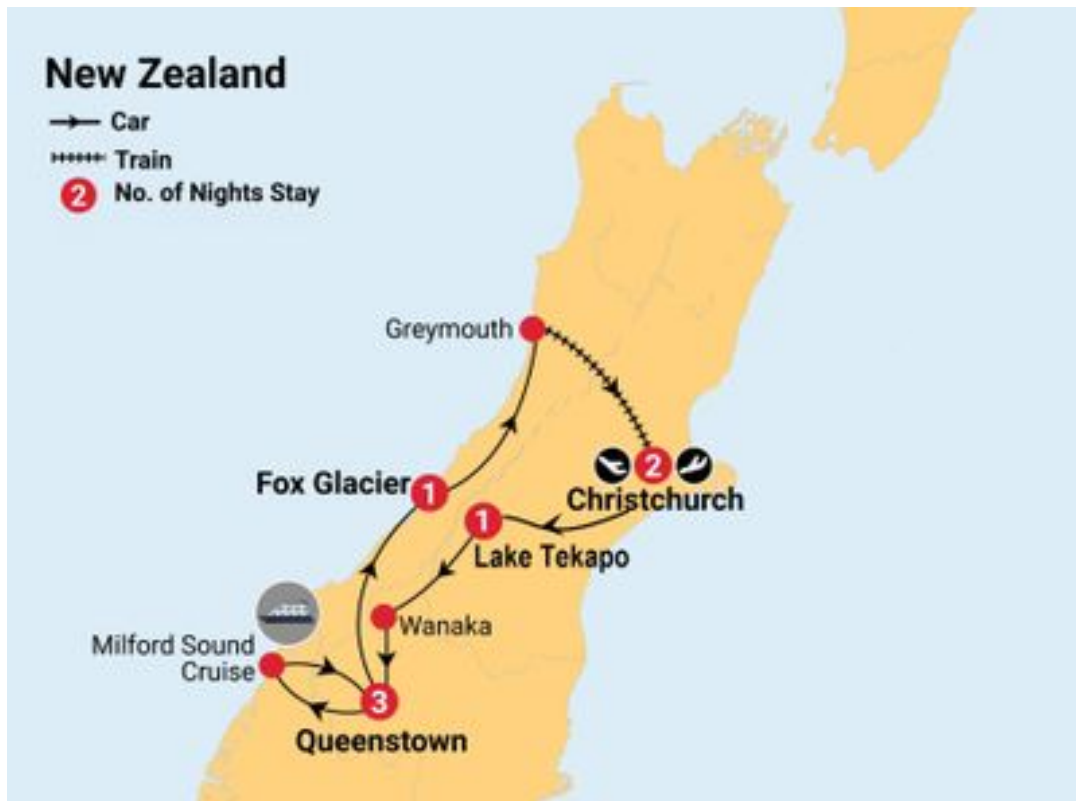 New Zealand
Car
Train
2 No. of Nights Stay
Greymouth
Fox Glacier 1
2
Christchurch
1
Lake Tekapo
Wanaka
Milford Sound
Cruise
3
Queenstown